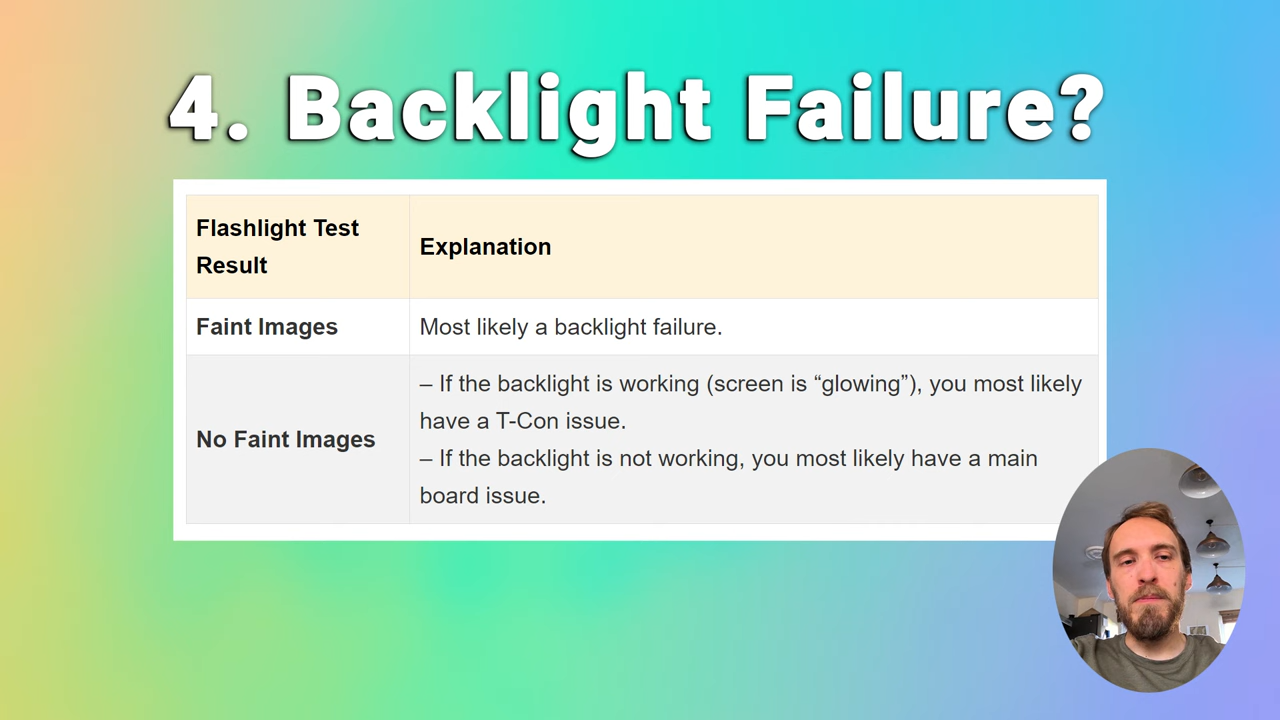 4. Backlight Failure?
Flashlight Test
Result
Explanation
Faint Images
Most likely a backlight failure.
No Faint Images
– If the backlight is working (screen is “glowing”), you most likely
have a T-Con issue.
– If the backlight is not working, you most likely have a main
board issue.